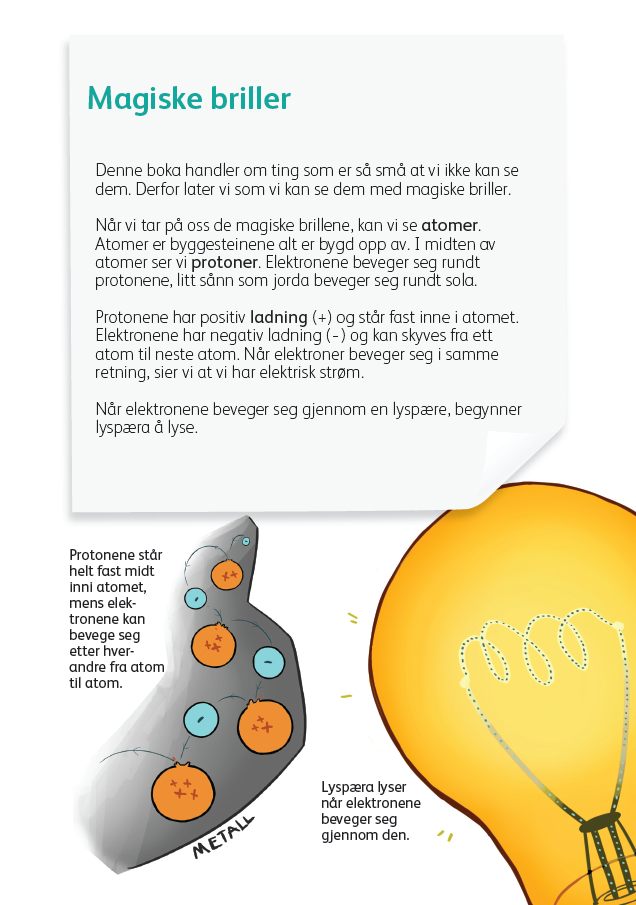 Magiske briller
Denne boka handler om ting som er så små at vi ikke kan se
dem. Derfor later vi som vi kan se dem med magiske briller.
Når vi tar på oss de magiske brillene, kan vi se atomer.
Atomer er byggesteinene alt er bygd opp av. I midten av
atomer ser vi protoner. Elektronene beveger seg rundt
protonene, litt sånn som jorda beveger seg rundt sola.
Protonene har positiv ladning (+) og står fast inne i atomet.
Elektronene har negativ ladning (-) og kan skyves fra ett
atom til neste atom. Når elektroner beveger seg i samme
retning, sier vi at vi har elektrisk strøm.
Når elektronene beveger seg gjennom en lyspære, begynner
lyspæra å lyse.
Protonene står
helt fast midt
inni atomet,
mens elek-
tronene kan
bevege seg
etter hver-
andre fra atom
til atom.
METALL
Lyspæra lyser
når elektronene
beveger seg
gjennom den.